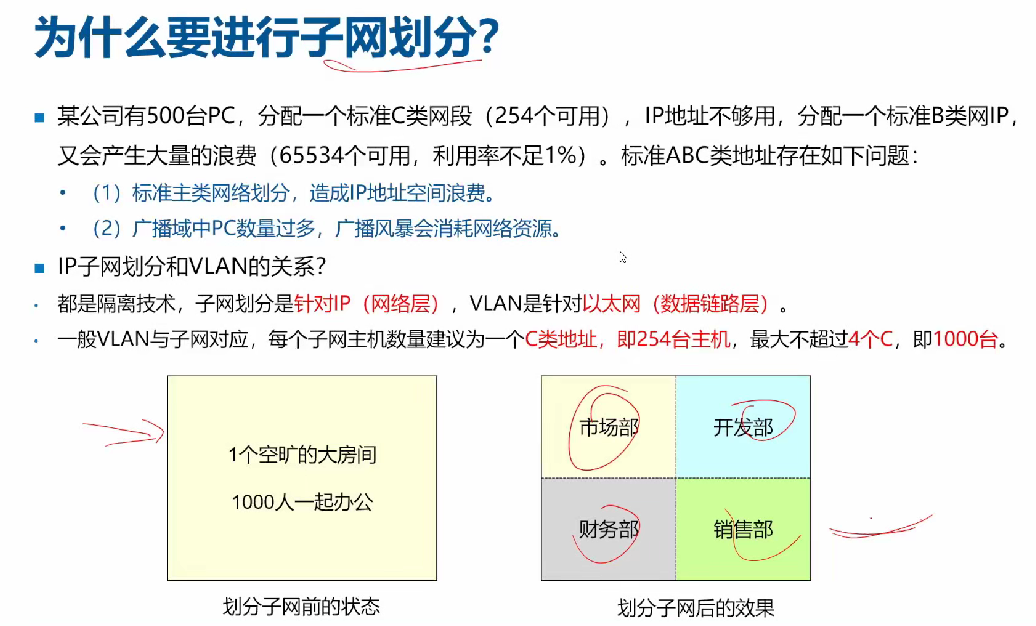 为什么要进行子网划分?
■ 某公司有500台PC，分配一个标准C类网段（254个可用），IP地址不够用，分配一个标准B类网IP，
又会产生大量的浪费（65534个可用，利用率不足1%）。标准ABC类地址存在如下问题：
• （1）标准主类网络划分，造成IP地址空间浪费。
• （2）广播域中PC数量过多，广播风暴会消耗网络资源。
■ IP子网划分和VLAN的关系？
• 都是隔离技术，子网划分是针对IP（网络层），VLAN是针对以太网（数据链路层）。
• 一般VLAN与子网对应，每个子网主机数量建议为一个C类地址，即254台主机，最大不超过4个C，即1000台。
1个空旷的大房间
1000人一起办公
划分子网前的状态
市场部
开发部
财务部
销售部
划分子网后的效果